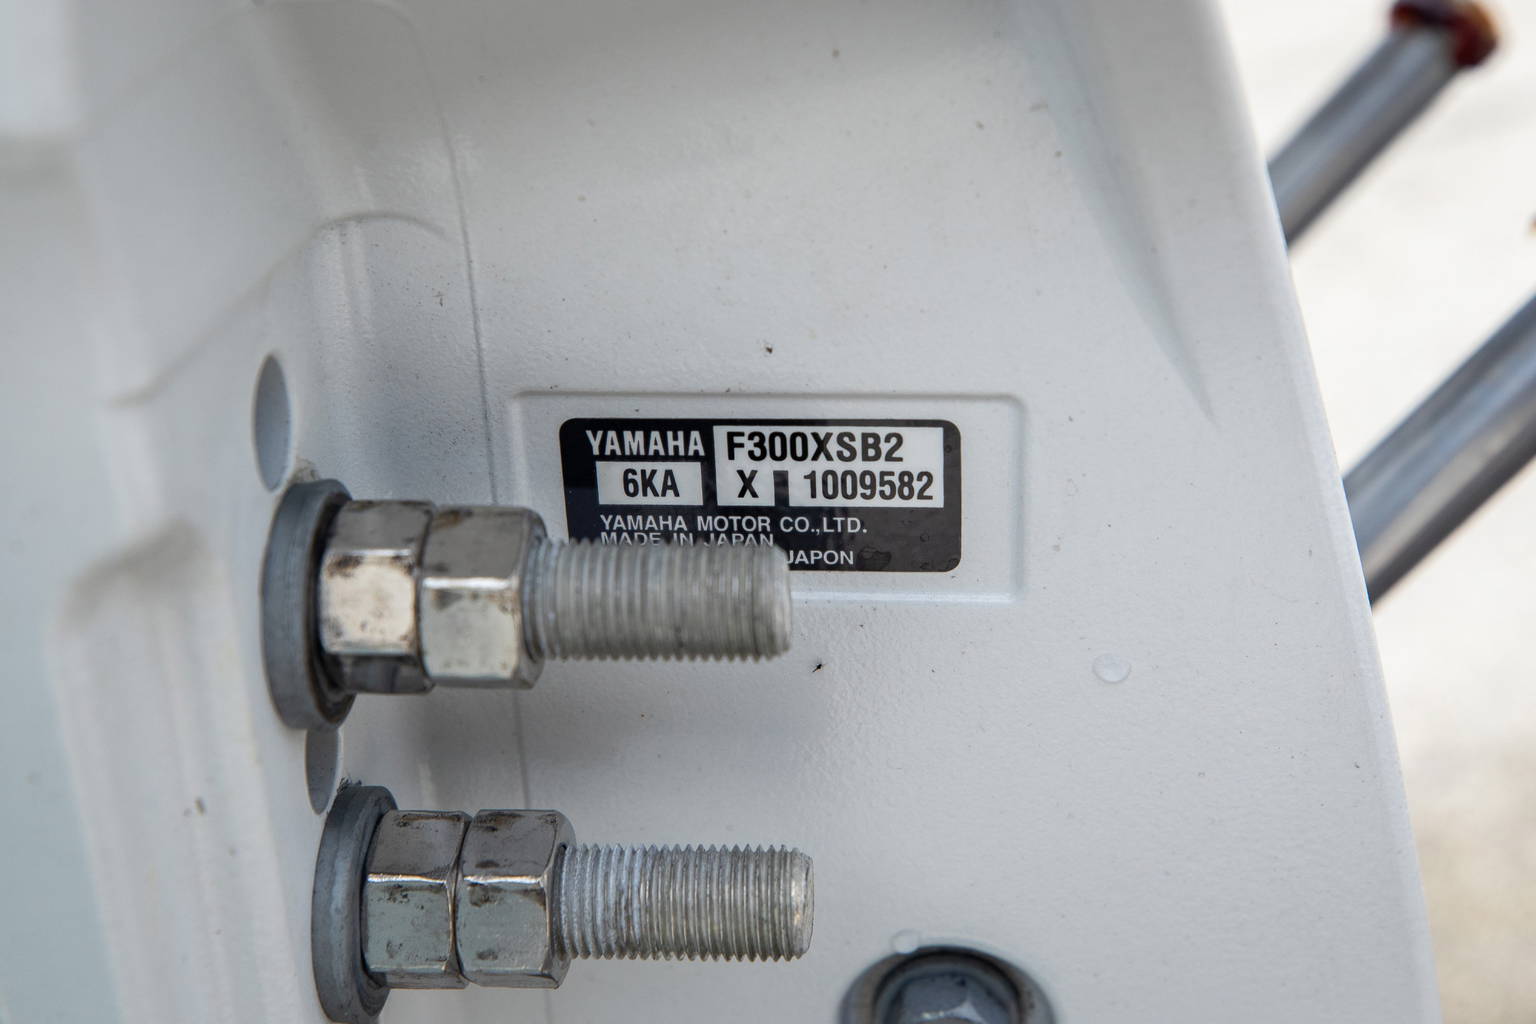 YAMAHA F300XSB2
6KA X 1009582
YAMAHA MOTOR CO.,LTD.
MADE IN JAPAN
JAPON